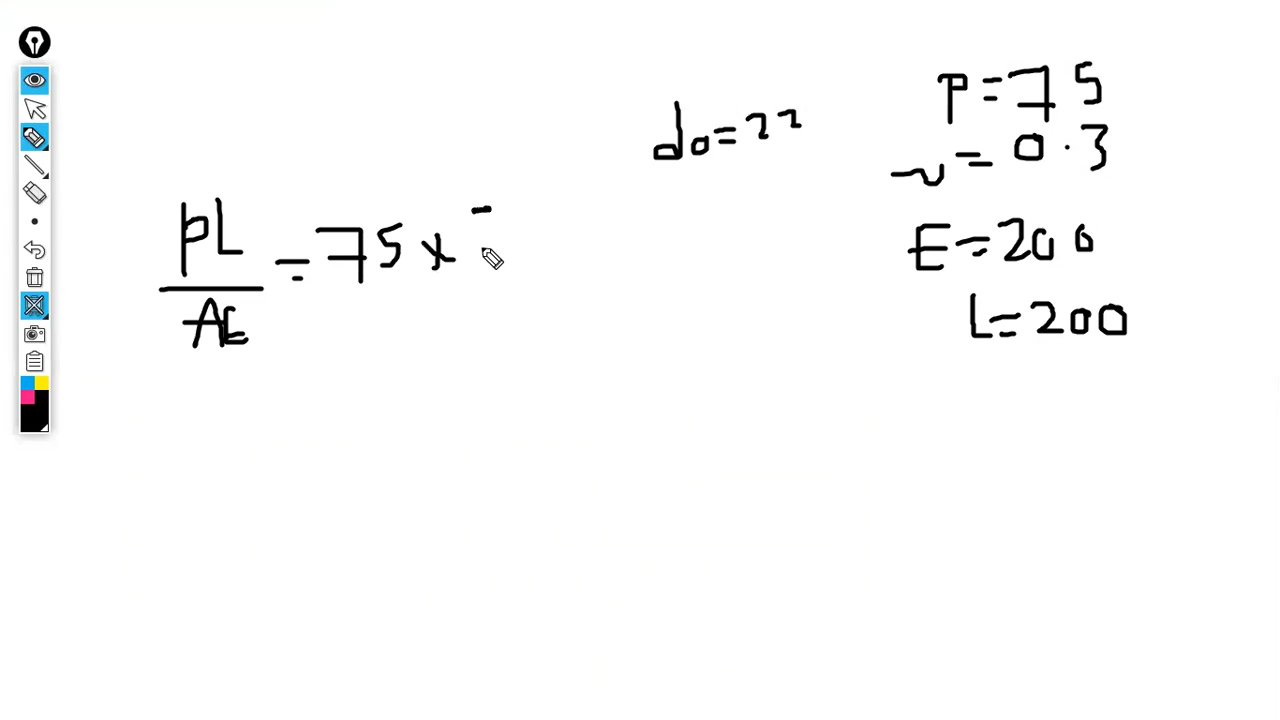 P=75
do=22
ν=0.3
PL/AE = 75 x
E=200
L=200